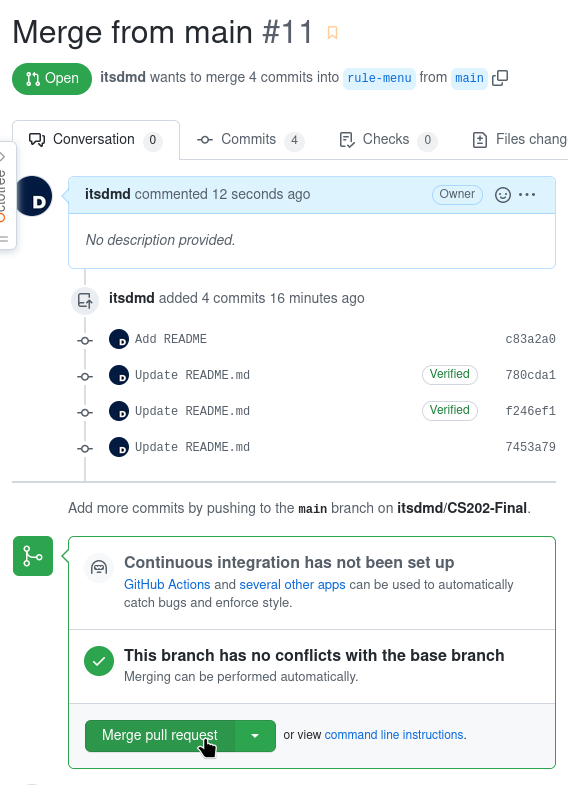 Merge from main #11
Open itsdmd wants to merge 4 commits into rule-menu from main
Conversation 0 Commits 4 Checks 0 Files chang
Octotree
itsdmd commented 12 seconds ago Owner
No description provided.
itsdmd added 4 commits 16 minutes ago
D Add README c83a2a0
D Update README.md Verified 780cda1
D Update README.md Verified f246ef1
D Update README.md 7453a79
Add more commits by pushing to the main branch on itsdmd/CS202-Final.
Continuous integration has not been set up
GitHub Actions and several other apps can be used to automatically
catch bugs and enforce style.
This branch has no conflicts with the base branch
Merging can be performed automatically.
Merge pull request or view command line instructions.